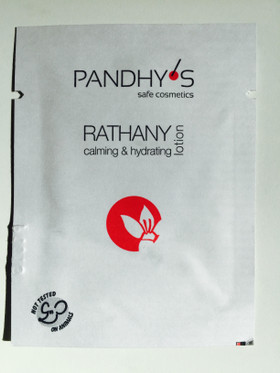 PANDHY'S
safe cosmetics
RATHANY
calming & hydrating
lotion
NOT TESTED
ON ANIMALS